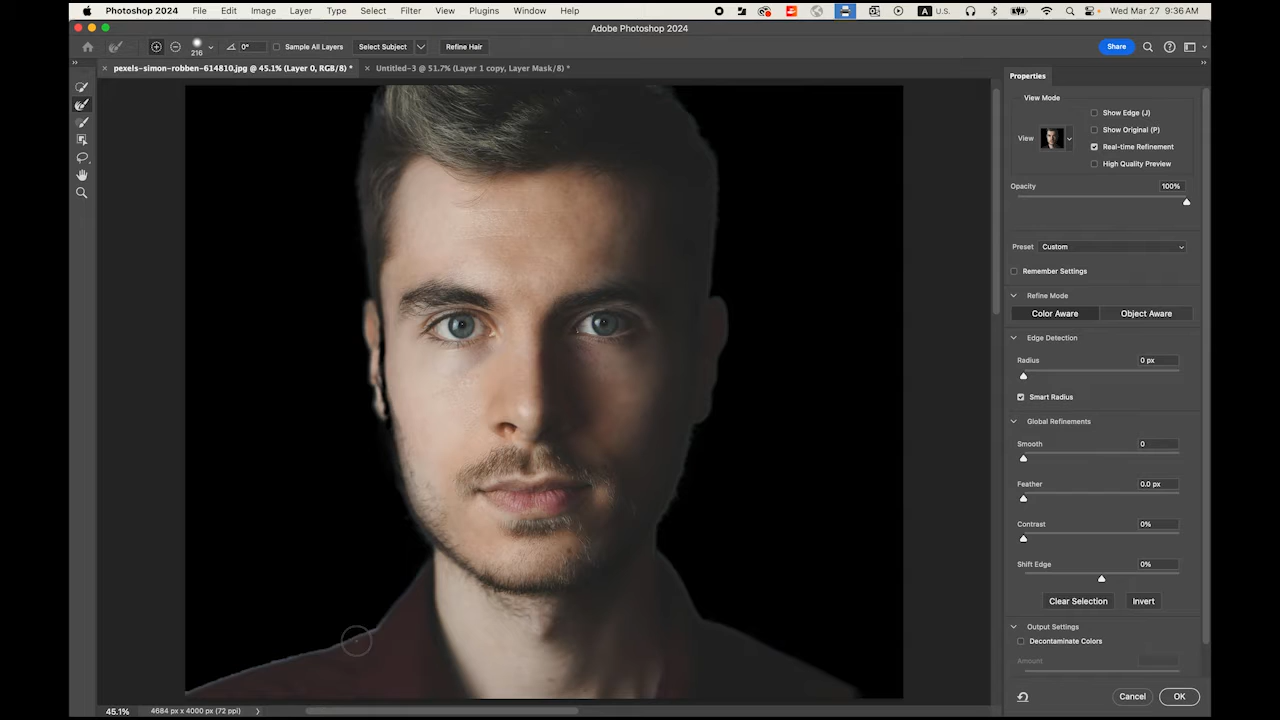 Photoshop 2024 File Edit Image Layer Type Select Filter View Plugins Window Help A U.S. Wed Mar 27 9:36 AM
Adobe Photoshop 2024
216 0° Sample All Layers Select Subject Refine Hair Share
pexels-simon-robben-614810.jpg @ 45.1% (Layer 0, RGB/8) * Untitled-3 @ 51.7% (Layer 1 copy, Layer Mask/8) *
Properties
View Mode
Show Edge (J)
Show Original (P)
View
Real-time Refinement
High Quality Preview
Opacity 100%
Preset Custom
Remember Settings
Refine Mode
Color Aware Object Aware
Edge Detection
Radius 0 px
Smart Radius
Global Refinements
Smooth 0
Feather 0.0 px
Contrast 0%
Shift Edge 0%
Clear Selection Invert
Output Settings
Decontaminate Colors
Amount
Cancel OK
45.1% 4684 px x 4000 px (72 ppi)